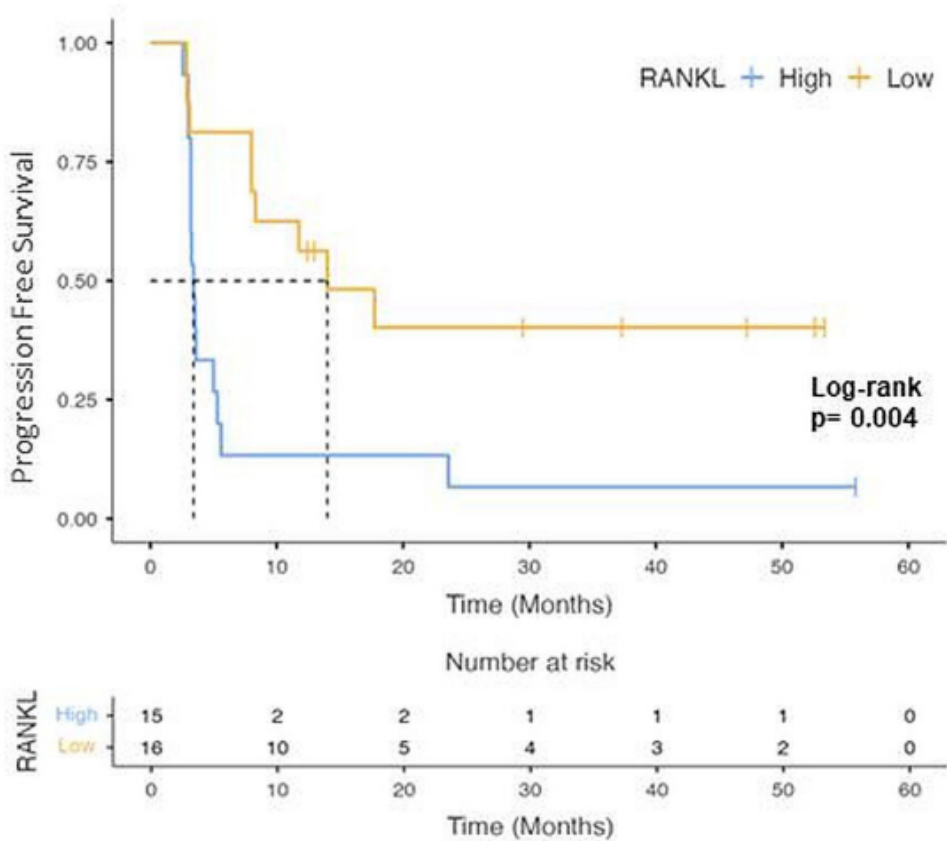 RANKL High Low
1.00
0.75
0.50
0.25
0.00
Progression Free Survival
Log-rank
p= 0.004
0 10 20 30 40 50 60
Time (Months)
Number at risk
RANKL
High 15 2 2 1 1 1 0
Low 16 10 5 4 3 2 0
0 10 20 30 40 50 60
Time (Months)